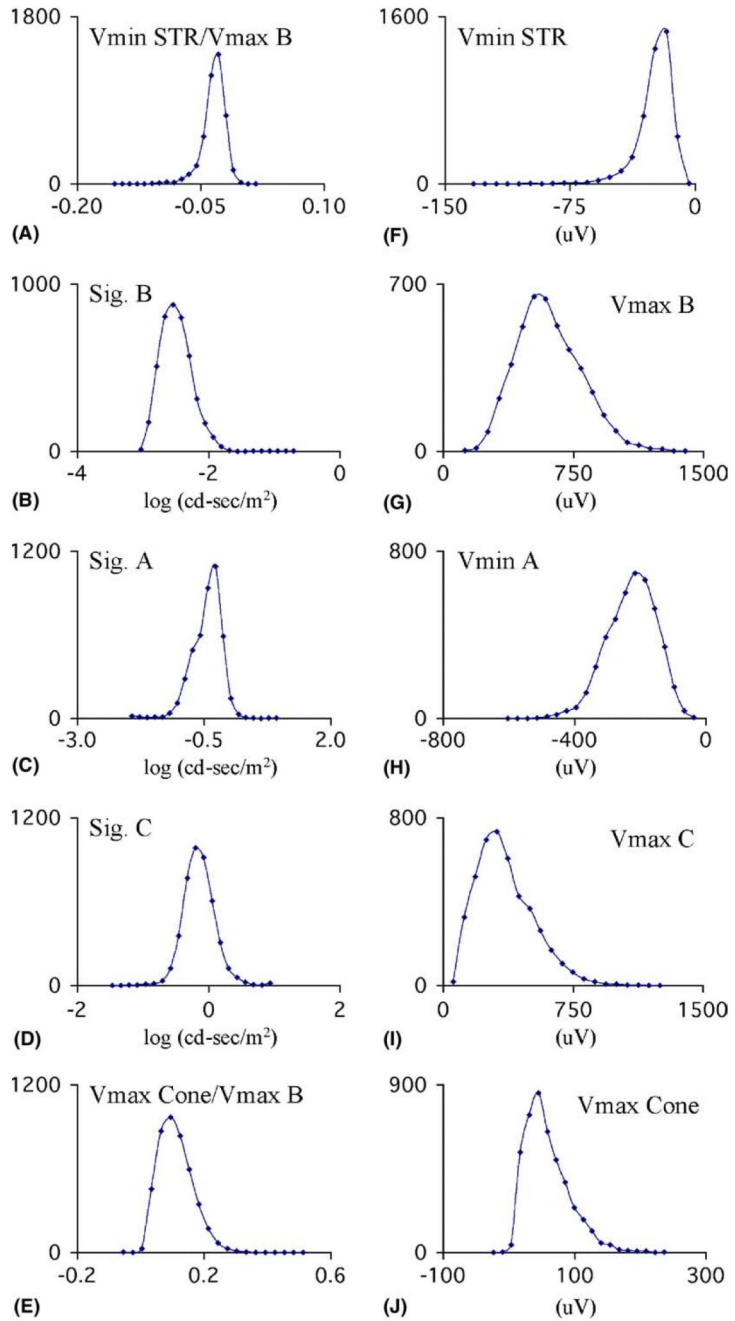 1800
Vmin STR/Vmax B
0
-0.20
-0.05
0.10
(A)
1600
Vmin STR
0
-150
-75
0
(F)
(uV)
1000
Sig. B
0
-4
-2
0
(B)
log (cd-sec/m²)
700
Vmax B
0
0
750
1500
(G)
(uV)
1200
Sig. A
0
-3.0
-0.5
2.0
(C)
log (cd-sec/m²)
800
Vmin A
0
-800
-400
0
(H)
(uV)
1200
Sig. C
0
-2
0
2
(D)
log (cd-sec/m²)
800
Vmax C
0
0
750
1500
(I)
(uV)
1200
Vmax Cone/Vmax B
0
-0.2
0.2
0.6
(E)
900
Vmax Cone
0
-100
100
300
(J)
(uV)